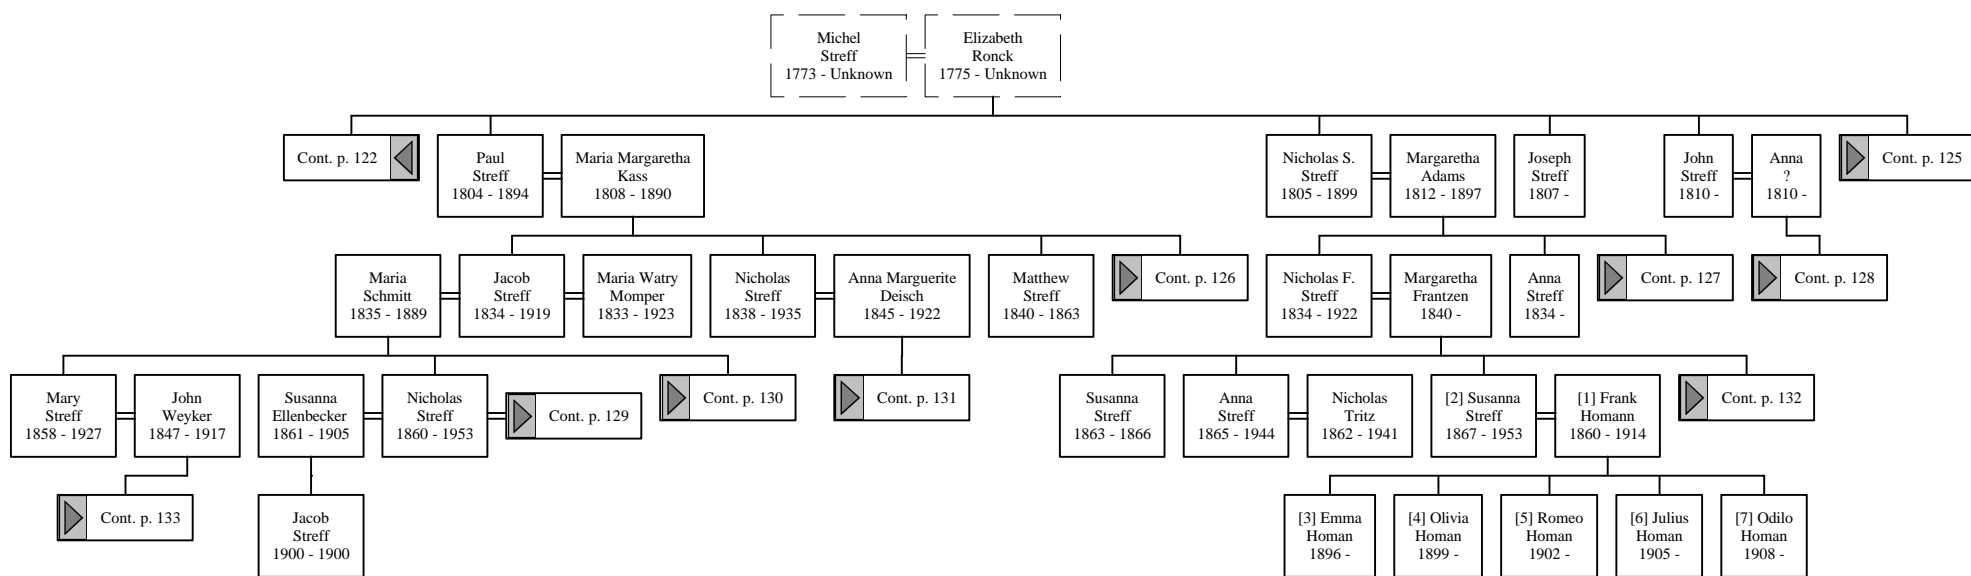 Michel
Streff
1773 - Unknown
Elizabeth
Ronck
1775 - Unknown
Cont. p. 122
Paul
Streff
1804 - 1894
Maria Margaretha
Kass
1808 - 1890
Nicholas S.
Streff
1805 - 1899
Margaretha
Adams
1812 - 1897
Joseph
Streff
1807 -
John
Streff
1810 -
Anna
?
1810 -
Cont. p. 125
Maria
Schmitt
1835 - 1889
Jacob
Streff
1834 - 1919
Maria Watry
Momper
1833 - 1923
Nicholas
Streff
1838 - 1935
Anna Marguerite
Deisch
1845 - 1922
Matthew
Streff
1840 - 1863
Cont. p. 126
Nicholas F.
Streff
1834 - 1922
Margaretha
Frantzen
1840 -
Anna
Streff
1834 -
Cont. p. 127
Cont. p. 128
Mary
Streff
1858 - 1927
John
Weyker
1847 - 1917
Susanna
Ellenbecker
1861 - 1905
Nicholas
Streff
1860 - 1953
Cont. p. 129
Cont. p. 130
Cont. p. 131
Susanna
Streff
1863 - 1866
Anna
Streff
1865 - 1944
Nicholas
Tritz
1862 - 1941
[2] Susanna
Streff
1867 - 1953
[1] Frank
Homann
1860 - 1914
Cont. p. 132
Cont. p. 133
Jacob
Streff
1900 - 1900
[3] Emma
Homan
1896 -
[4] Olivia
Homan
1899 -
[5] Romeo
Homan
1902 -
[6] Julius
Homan
1905 -
[7] Odilo
Homan
1908 -